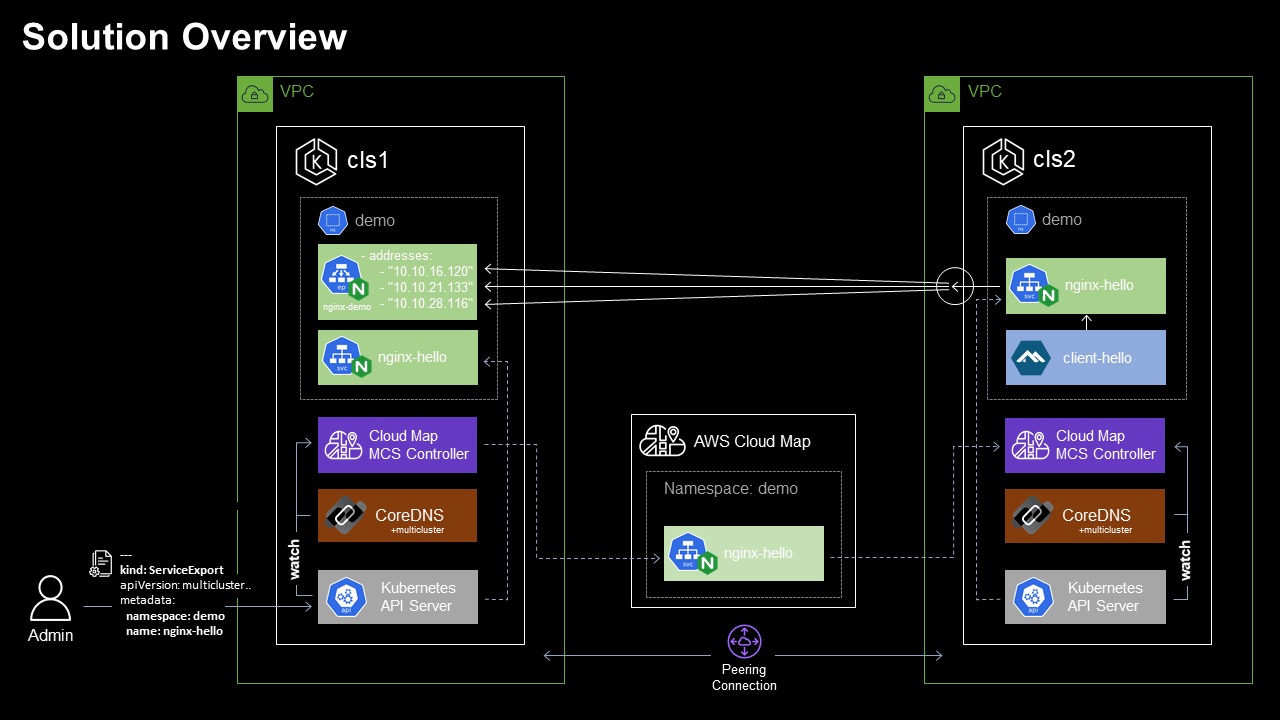 Solution Overview
VPC
cls1
demo
ns
- addresses:
- "10.10.16.120"
- "10.10.21.133"
- "10.10.28.116"
ep
nginx-demo
svc
nginx-hello
Cloud Map
MCS Controller
CoreDNS
+multicluster
watch
api
Kubernetes
API Server
---
kind: ServiceExport
apiVersion: multicluster..
metadata:
namespace: demo
name: nginx-hello
Admin
AWS Cloud Map
Namespace: demo
svc
nginx-hello
Peering
Connection
VPC
cls2
demo
ns
svc
nginx-hello
client-hello
Cloud Map
MCS Controller
CoreDNS
+multicluster
watch
api
Kubernetes
API Server